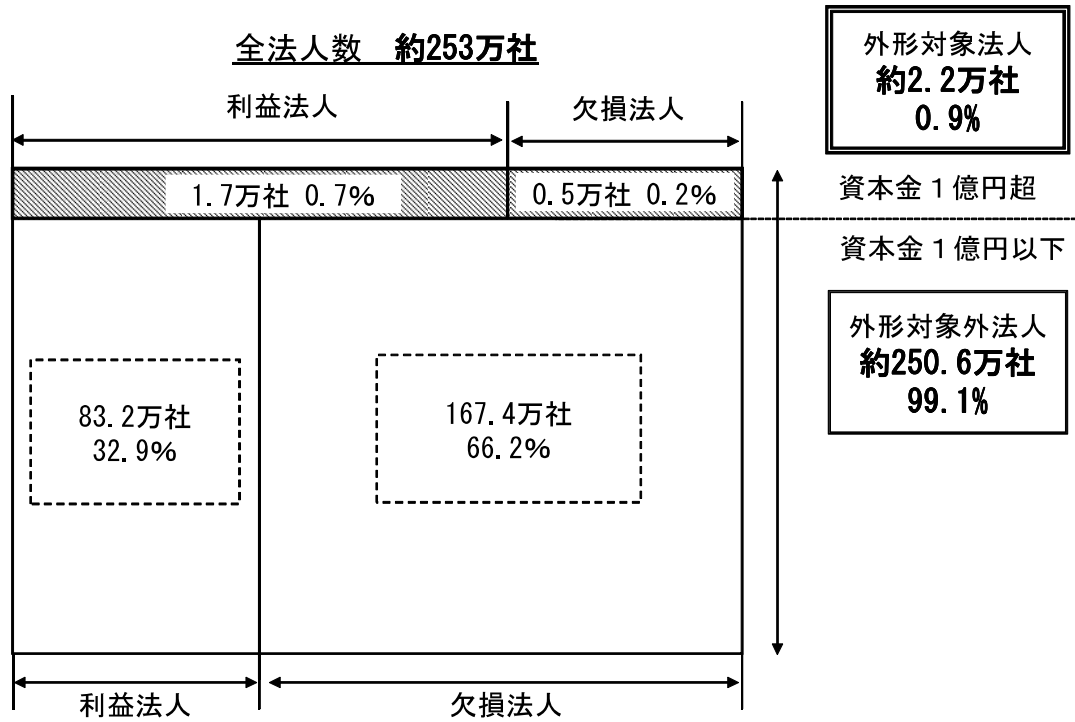 全法人数　約253万社
外形対象法人
約2.2万社
0.9%
利益法人
欠損法人
1.7万社 0.7%
0.5万社 0.2%
資本金１億円超
資本金１億円以下
外形対象外法人
約250.6万社
99.1%
83.2万社
32.9%
167.4万社
66.2%
利益法人
欠損法人